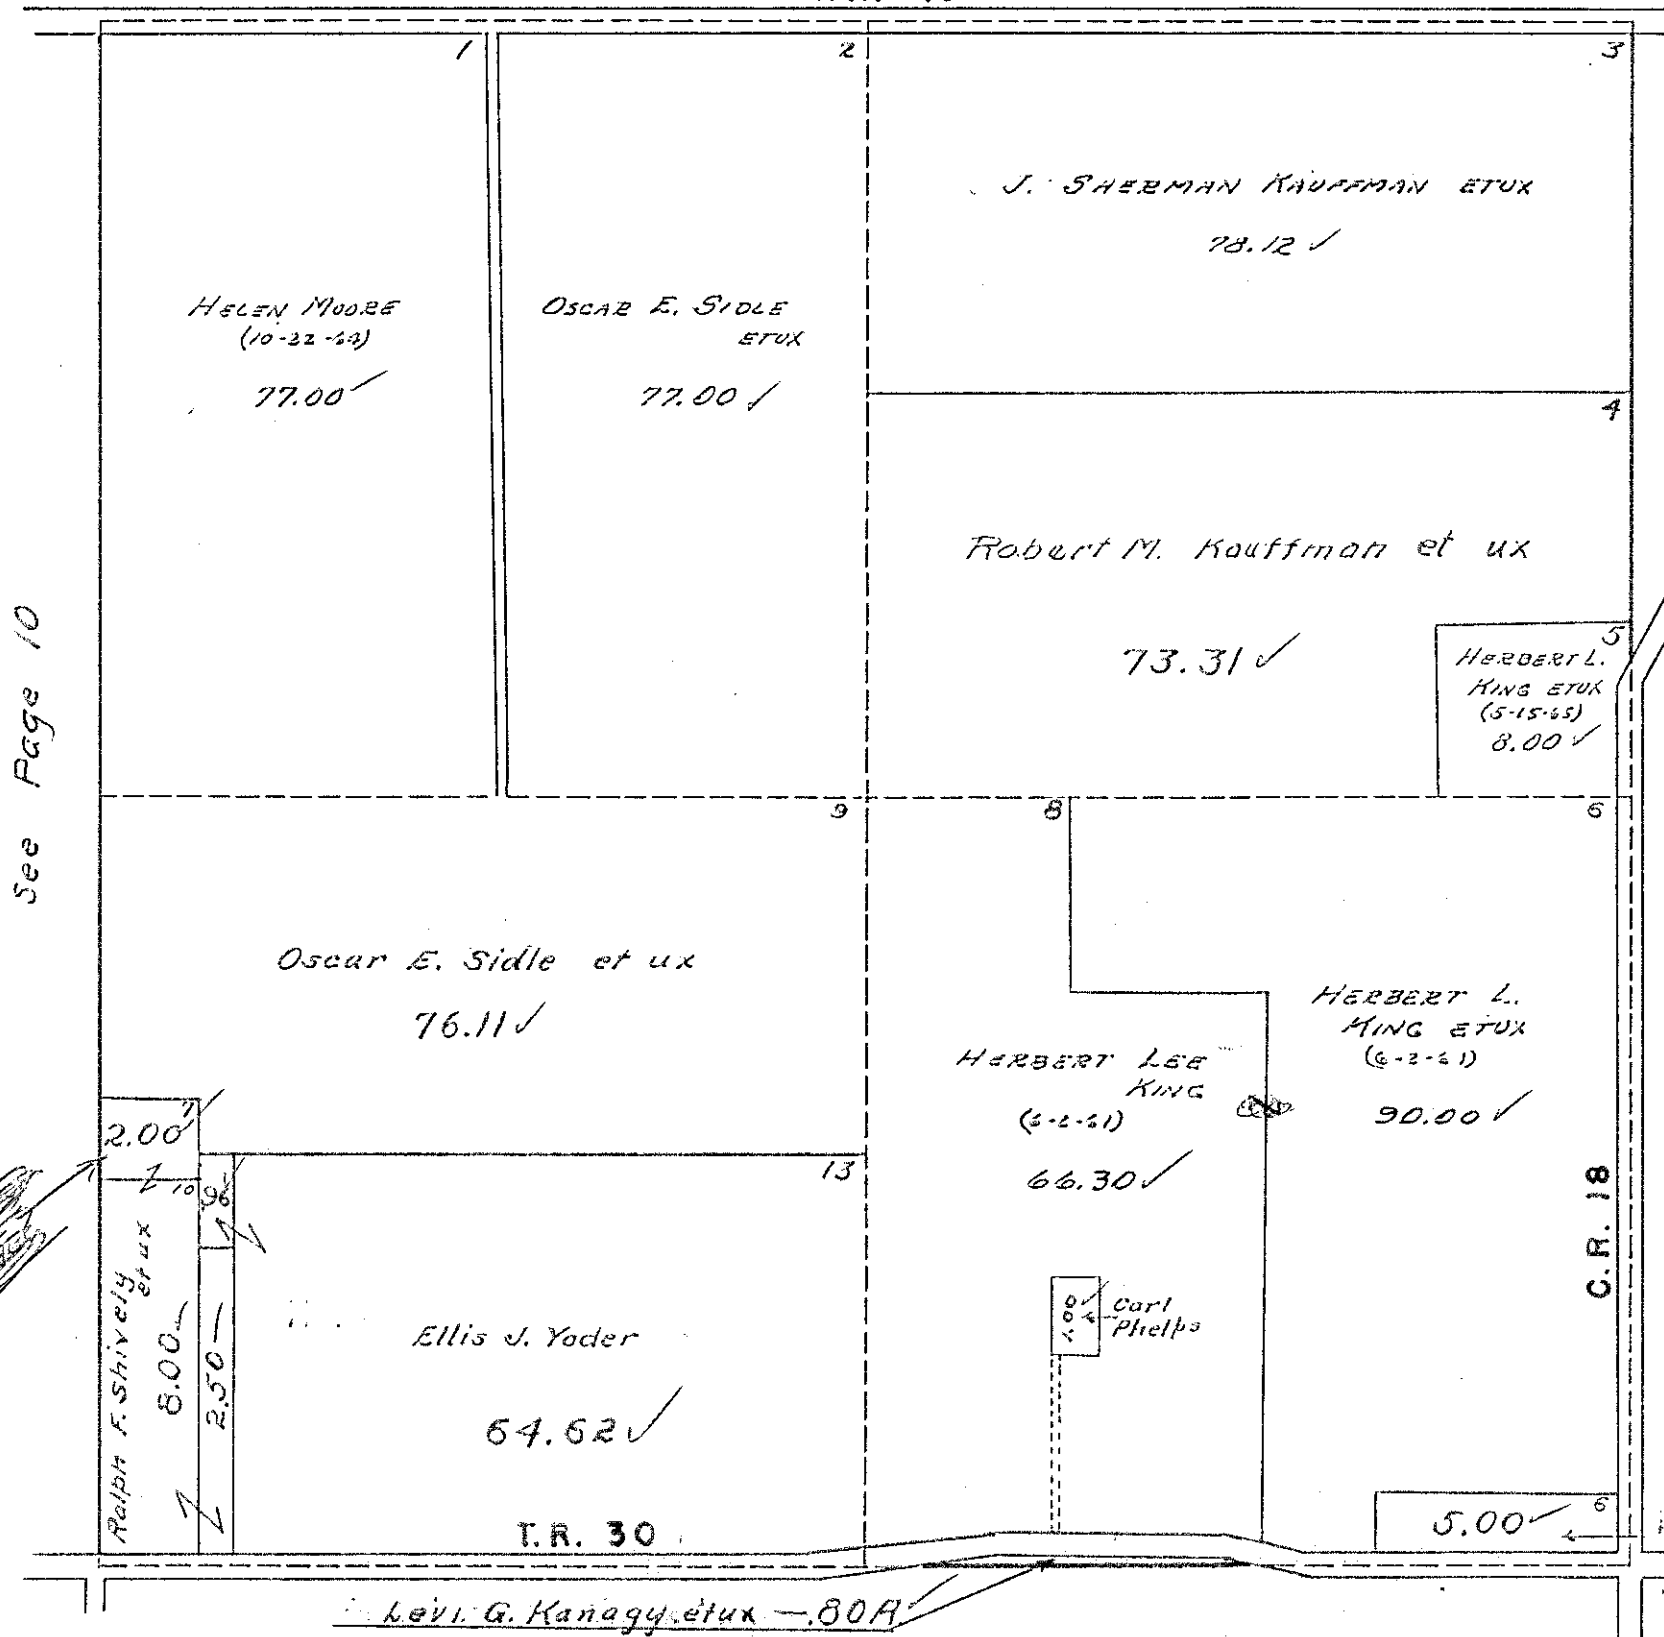 1
2
3
J. SHERMAN KAUFFMAN ETUX
78.12 ✓
HELEN MOORE
77.00 ✓
OSCAR E. SIDLE
ETUX
77.00 ✓
4
Robert M. Kauffman et ux
73.31 ✓
5
HERBERT L.
KING ETUX
(5-15-65)
8.00 ✓
See Page 10
9
8
6
Oscar E. Sidle et ux
76.11 ✓
HERBERT LEE
KING
(6-2-61)
66.30 ✓
HERBERT L.
KING ETUX
(6-2-61)
90.00 ✓
C.R. 18
7
2.00 ✓
10
.96
13
Ralph F. Shively
et ux
8.00
2.50
Ellis J. Yoder
64.62 ✓
1.00 ✓
Carl
Phelps
6
5.00 ✓
T.R. 30
Levi. G. Kanagy etux — .80A